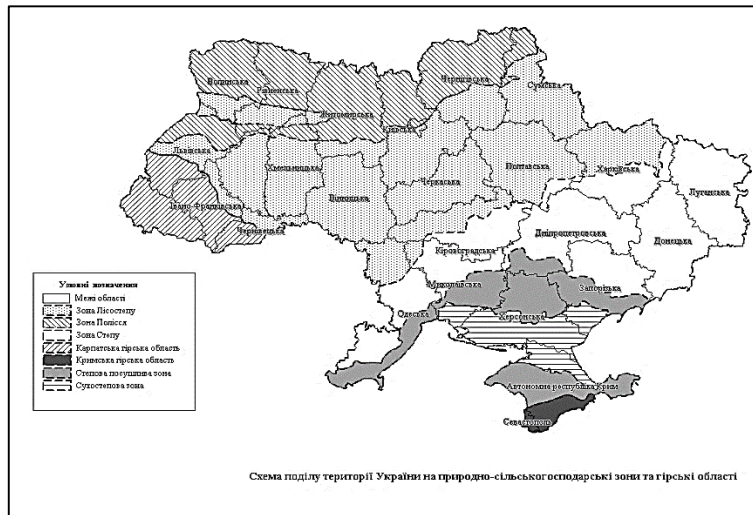 Волинська
Рівненська
Житомирська
Київська
Чернігівська
Сумська
Львівська
Хмельницька
Вінницька
Черкаська
Полтавська
Харківська
Луганська
Івано-Франківська
Чернівецька
Кіровоградська
Дніпропетровська
Донецька
Миколаївська
Запорізька
Одеська
Херсонська
Автономна республіка Крим
Севастополь
Умовні позначення
Межі області
Зона Лісостепу
Зона Полісся
Зона Степу
Карпатська гірська область
Кримська гірська область
Степова посушлива зона
Сухостепова зона
Схема поділу території України на природно-сільськогосподарські зони та гірські області